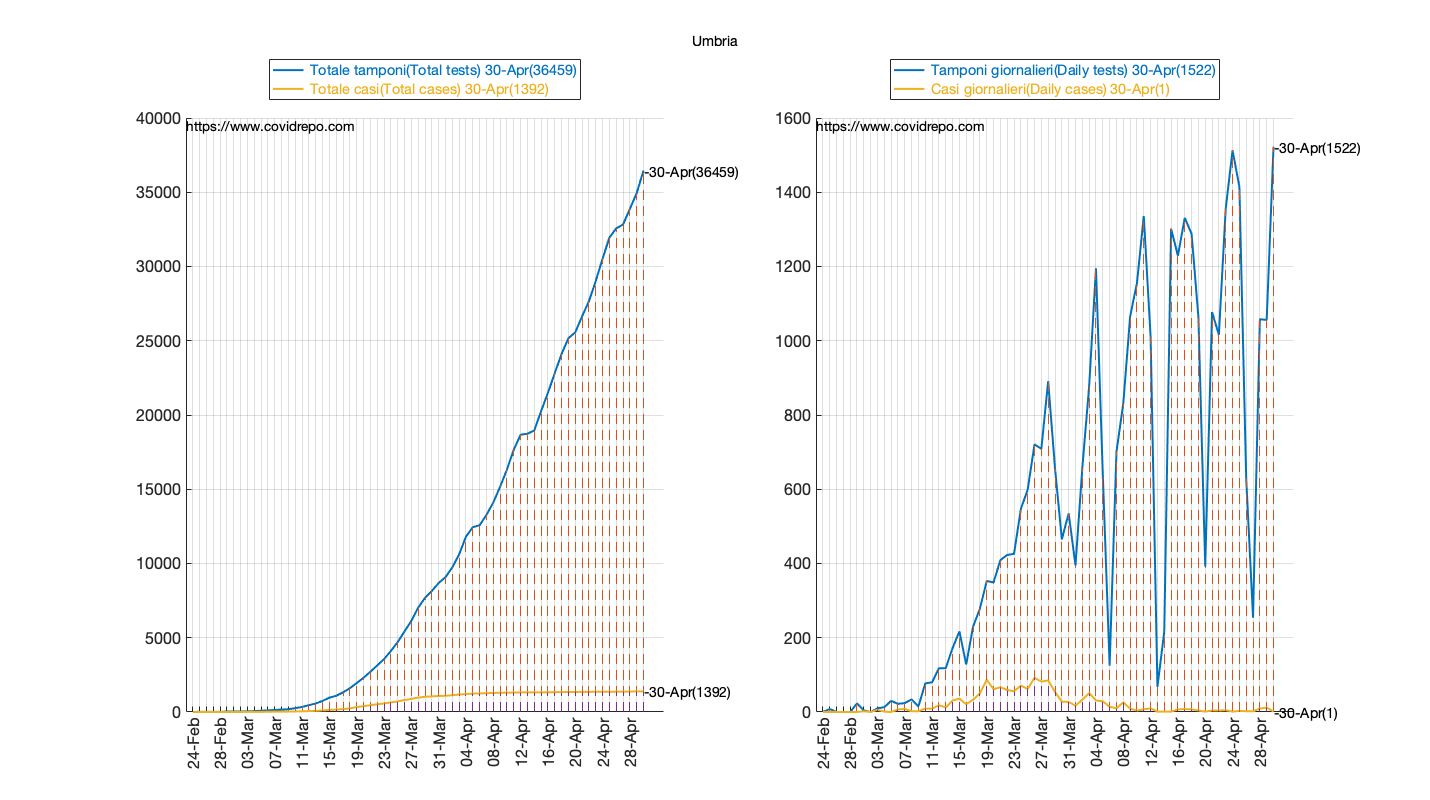 Umbria
Totale tamponi(Total tests) 30-Apr(36459)
Totale casi(Total cases) 30-Apr(1392)
https://www.covidrepo.com
40000
35000
30000
25000
20000
15000
10000
5000
0
-30-Apr(36459)
-30-Apr(1392)
24-Feb
28-Feb
03-Mar
07-Mar
11-Mar
15-Mar
19-Mar
23-Mar
27-Mar
31-Mar
04-Apr
08-Apr
12-Apr
16-Apr
20-Apr
24-Apr
28-Apr
Tamponi giornalieri(Daily tests) 30-Apr(1522)
Casi giornalieri(Daily cases) 30-Apr(1)
https://www.covidrepo.com
1600
1400
1200
1000
800
600
400
200
0
-30-Apr(1522)
-30-Apr(1)
24-Feb
28-Feb
03-Mar
07-Mar
11-Mar
15-Mar
19-Mar
23-Mar
27-Mar
31-Mar
04-Apr
08-Apr
12-Apr
16-Apr
20-Apr
24-Apr
28-Apr